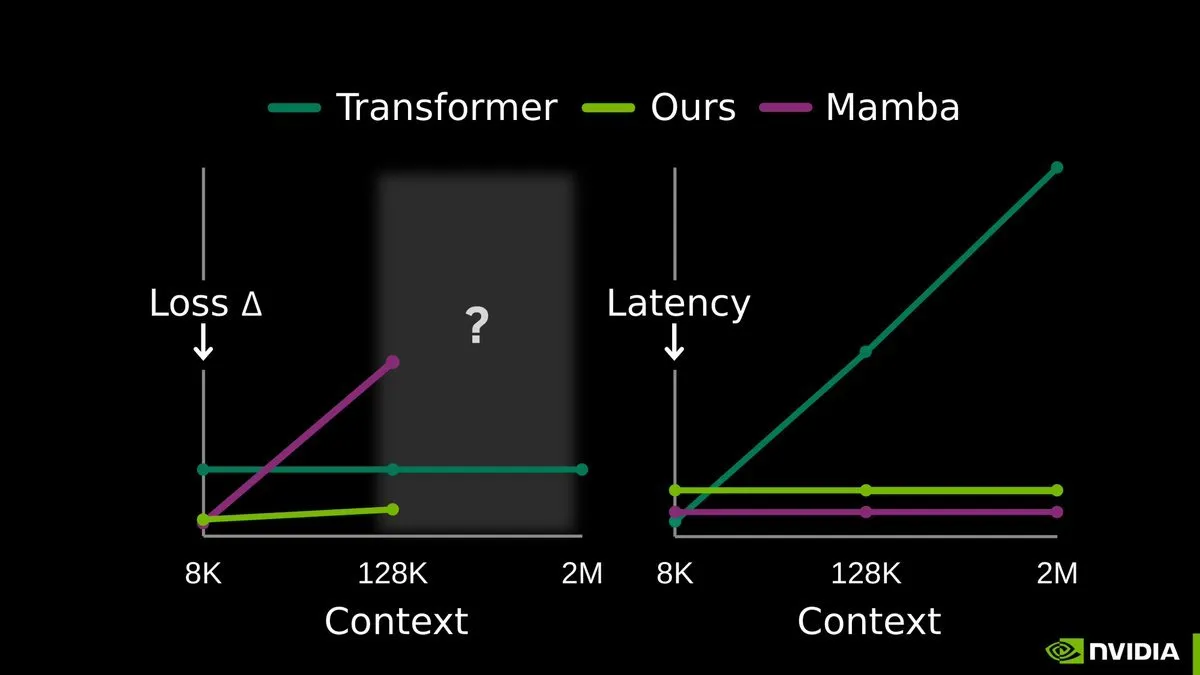 Transformer Ours Mamba
Loss Δ
↓
?
8K 128K 2M
Context
Latency
↓
8K 128K 2M
Context
NVIDIA